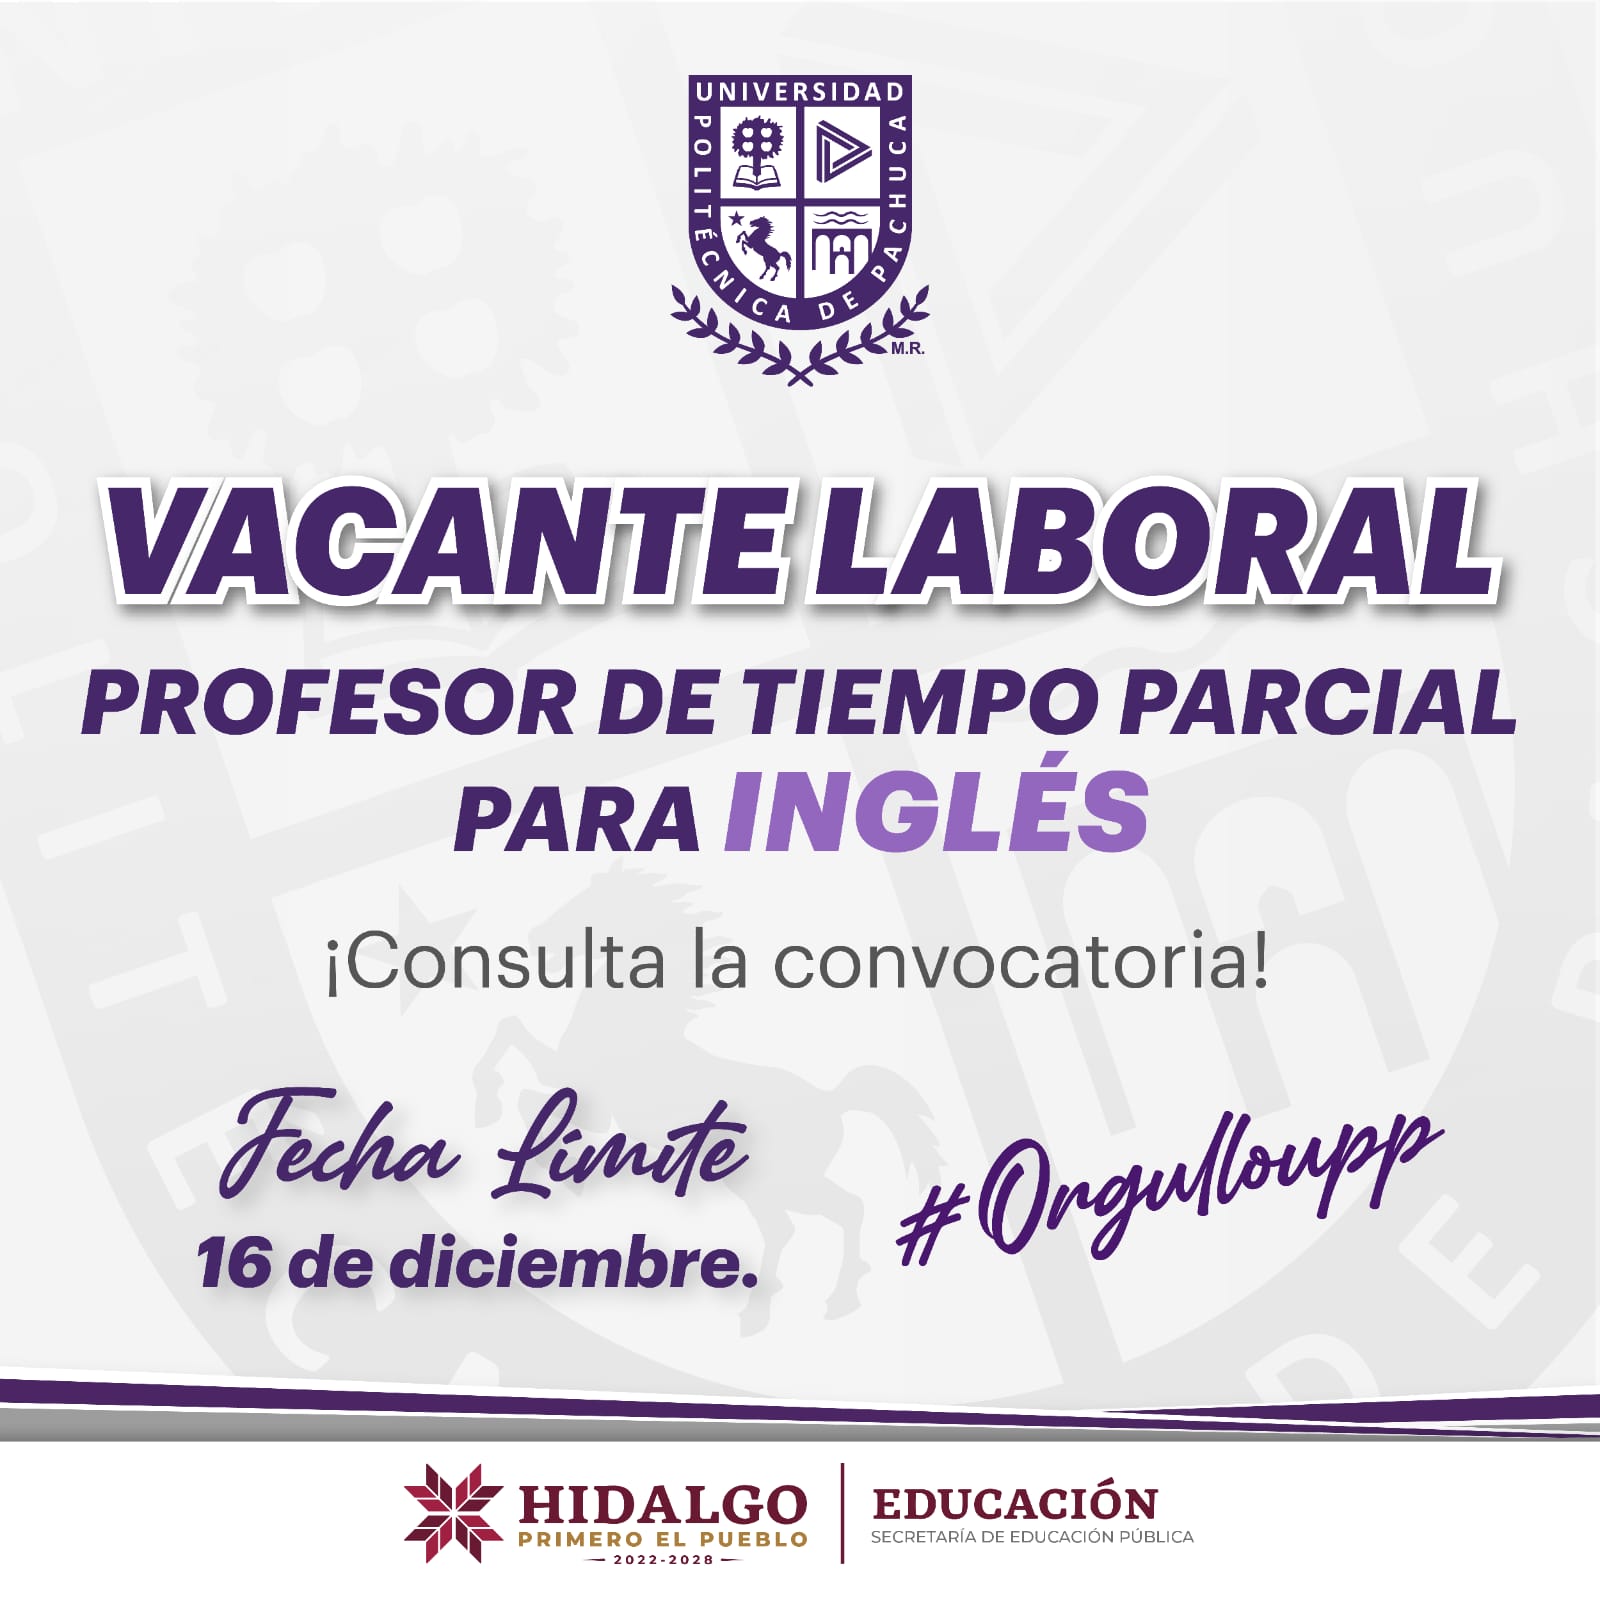 UNIVERSIDAD
POLITÉCNICA DE PACHUCA
M.R.
VACANTE LABORAL
PROFESOR DE TIEMPO PARCIAL
PARA INGLÉS
¡Consulta la convocatoria!
Fecha Límite
16 de diciembre.
#Orgulloupp
HIDALGO
PRIMERO EL PUEBLO
2022-2028
EDUCACIÓN
SECRETARÍA DE EDUCACIÓN PÚBLICA